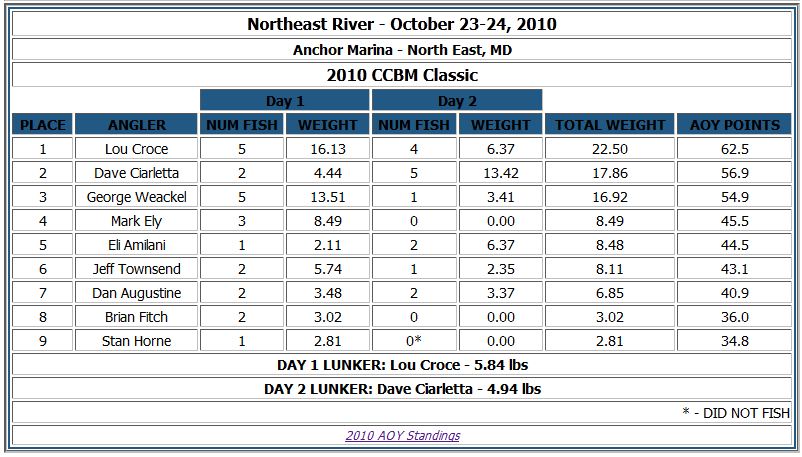 Northeast River - October 23-24, 2010
Anchor Marina - North East, MD
2010 CCBM Classic
Day 1 Day 2
PLACE ANGLER NUM FISH WEIGHT NUM FISH WEIGHT TOTAL WEIGHT AOY POINTS
1 Lou Croce 5 16.13 4 6.37 22.50 62.5
2 Dave Ciarletta 2 4.44 5 13.42 17.86 56.9
3 George Weackel 5 13.51 1 3.41 16.92 54.9
4 Mark Ely 3 8.49 0 0.00 8.49 45.5
5 Eli Amilani 1 2.11 2 6.37 8.48 44.5
6 Jeff Townsend 2 5.74 1 2.35 8.11 43.1
7 Dan Augustine 2 3.48 2 3.37 6.85 40.9
8 Brian Fitch 2 3.02 0 0.00 3.02 36.0
9 Stan Horne 1 2.81 0* 0.00 2.81 34.8
DAY 1 LUNKER: Lou Croce - 5.84 lbs
DAY 2 LUNKER: Dave Ciarletta - 4.94 lbs
* - DID NOT FISH
2010 AOY Standings